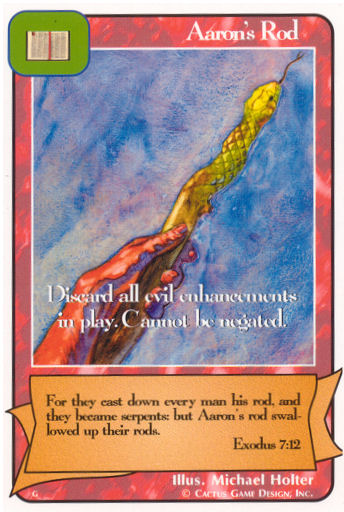 Aaron's Rod
Discard all evil enhancements
in play. Cannot be negated.
For they cast down every man his rod, and
they became serpents: but Aaron's rod swal-
lowed up their rods.
Exodus 7:12
Illus. Michael Holter
G
© Cactus Game Design, Inc.